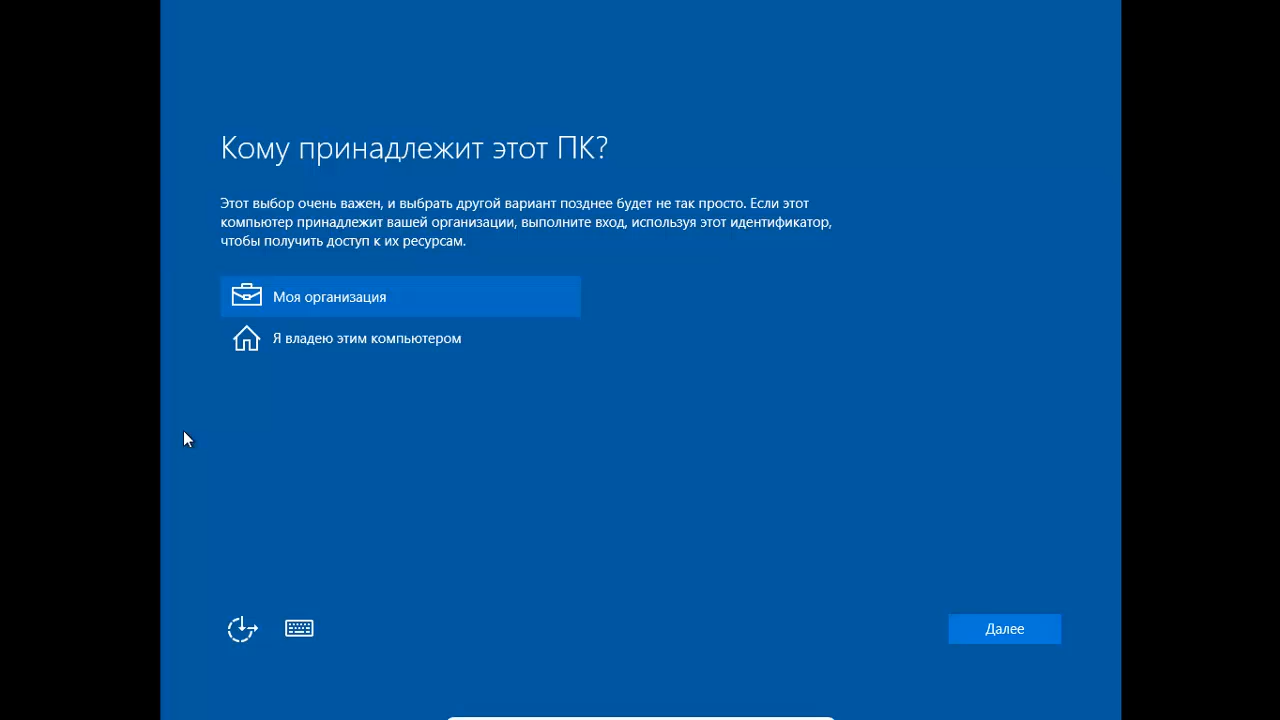 Кому принадлежит этот ПК?
Этот выбор очень важен, и выбрать другой вариант позднее будет не так просто. Если этот
компьютер принадлежит вашей организации, выполните вход, используя этот идентификатор,
чтобы получить доступ к их ресурсам.
Моя организация
Я владею этим компьютером
Далее